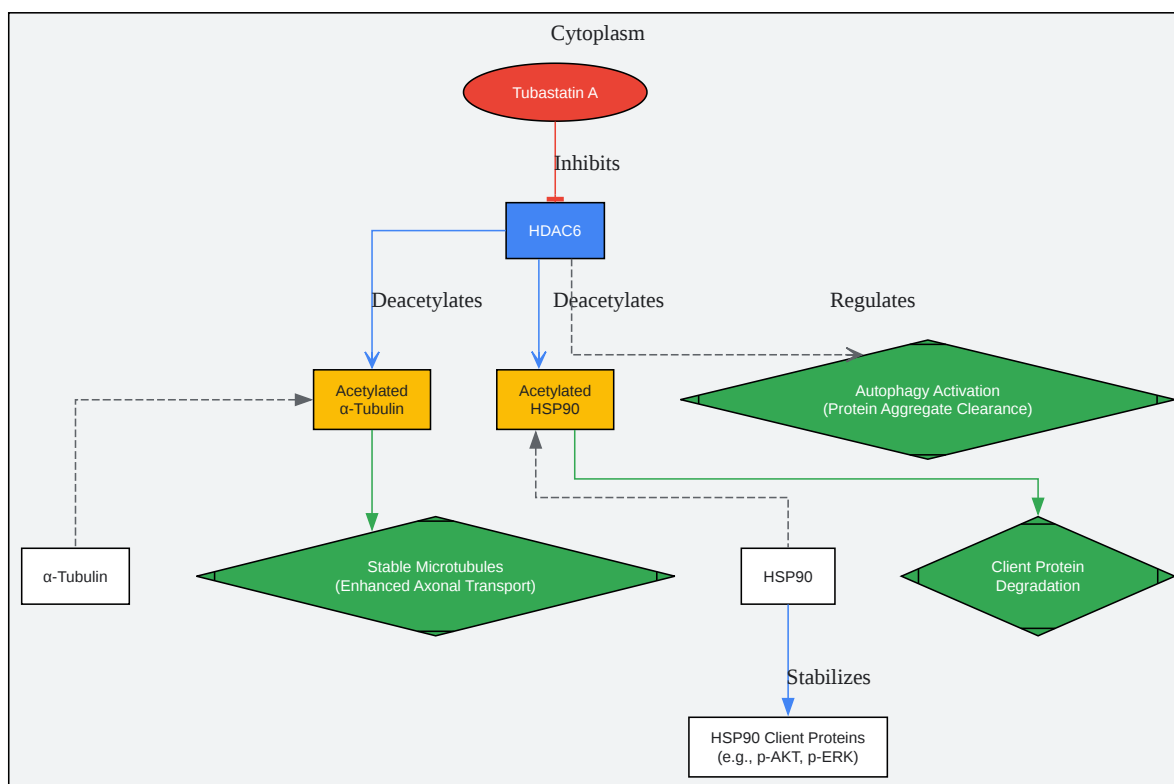 Cytoplasm
Tubastatin A
Inhibits
HDAC6
Deacetylates
Deacetylates
Regulates
Acetylated
α-Tubulin
Acetylated
HSP90
Autophagy Activation
(Protein Aggregate Clearance)
α-Tubulin
Stable Microtubules
(Enhanced Axonal Transport)
HSP90
Client Protein
Degradation
Stabilizes
HSP90 Client Proteins
(e.g., p-AKT, p-ERK)